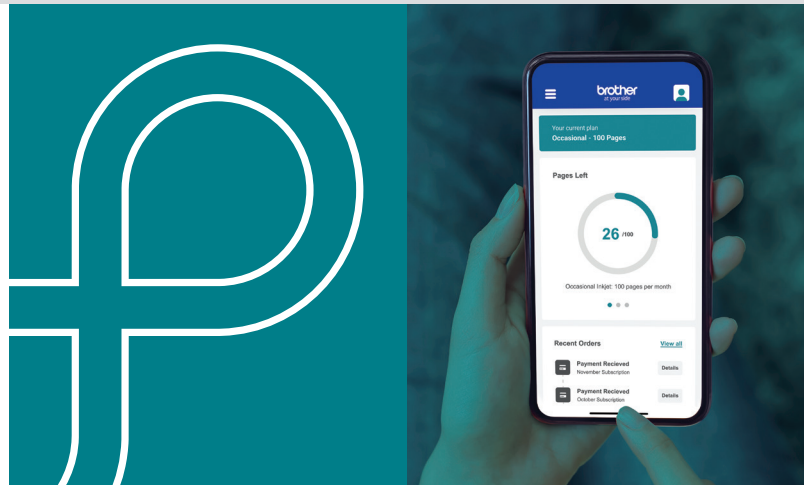 brother
at your side
Your current plan
Occasional - 100 Pages
Pages Left
26 /100
Occasional Inkjet: 100 pages per month
Recent Orders
View all
Payment Recieved
November Subscription
Details
Payment Recieved
October Subscription
Details